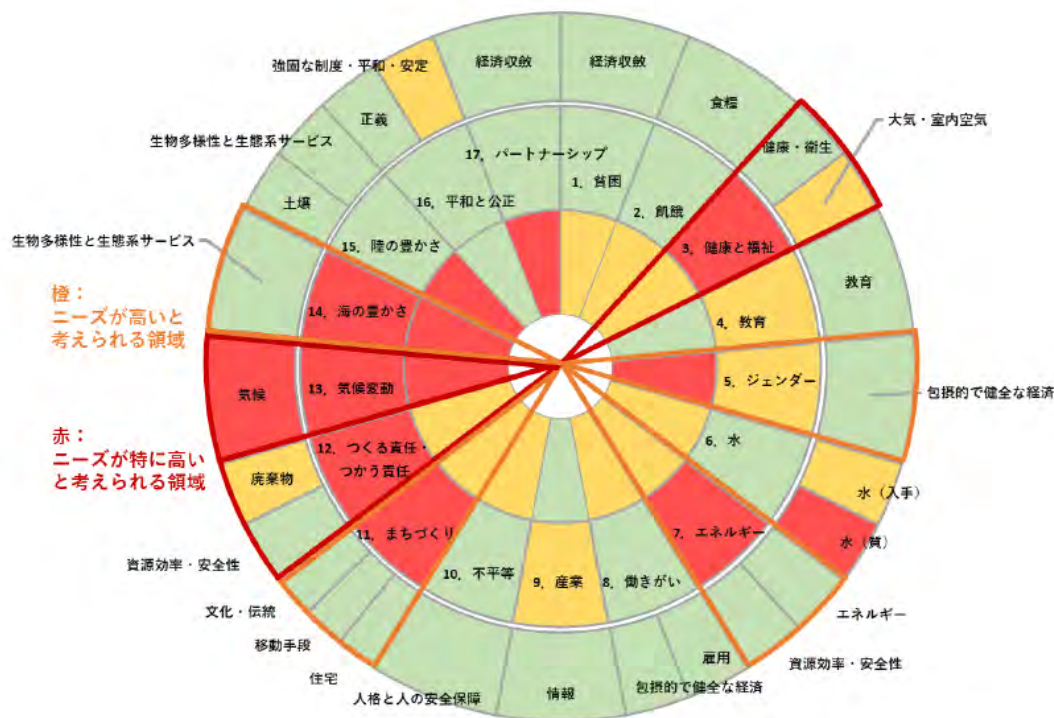 強固な制度・平和・安定
経済収斂
経済収斂
食糧
正義
生物多様性と生態系サービス
土壌
生物多様性と生態系サービス
健康・衛生
大気・室内空気
17．パートナーシップ
1．貧困
16．平和と公正
2．飢餓
15．陸の豊かさ
3．健康と福祉
教育
橙：
ニーズが高いと
考えられる領域
14．海の豊かさ
4．教育
気候
13．気候変動
5．ジェンダー
包摂的で健全な経済
赤：
ニーズが特に高い
と考えられる領域
12．つくる責任・
つかう責任
6．水
廃棄物
水（入手）
11．まちづくり
7．エネルギー
水（質）
資源効率・安全性
10．不平等
9．産業
8．働きがい
文化・伝統
エネルギー
移動手段
雇用
資源効率・安全性
住宅
人格と人の安全保障
情報
包摂的で健全な経済